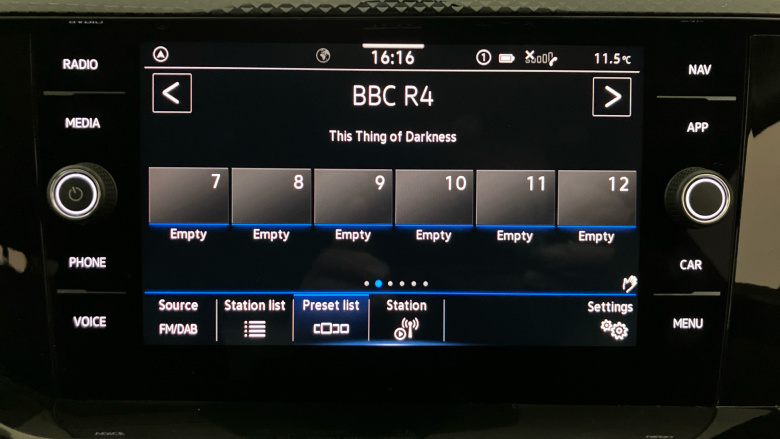 RADIO
MEDIA
PHONE
VOICE
16:16
1
11.5°C
BBC R4
This Thing of Darkness
7 8 9 10 11 12
Empty Empty Empty Empty Empty Empty
Source Station list Preset list Station Settings
FM/DAB
NAV
APP
CAR
MENU